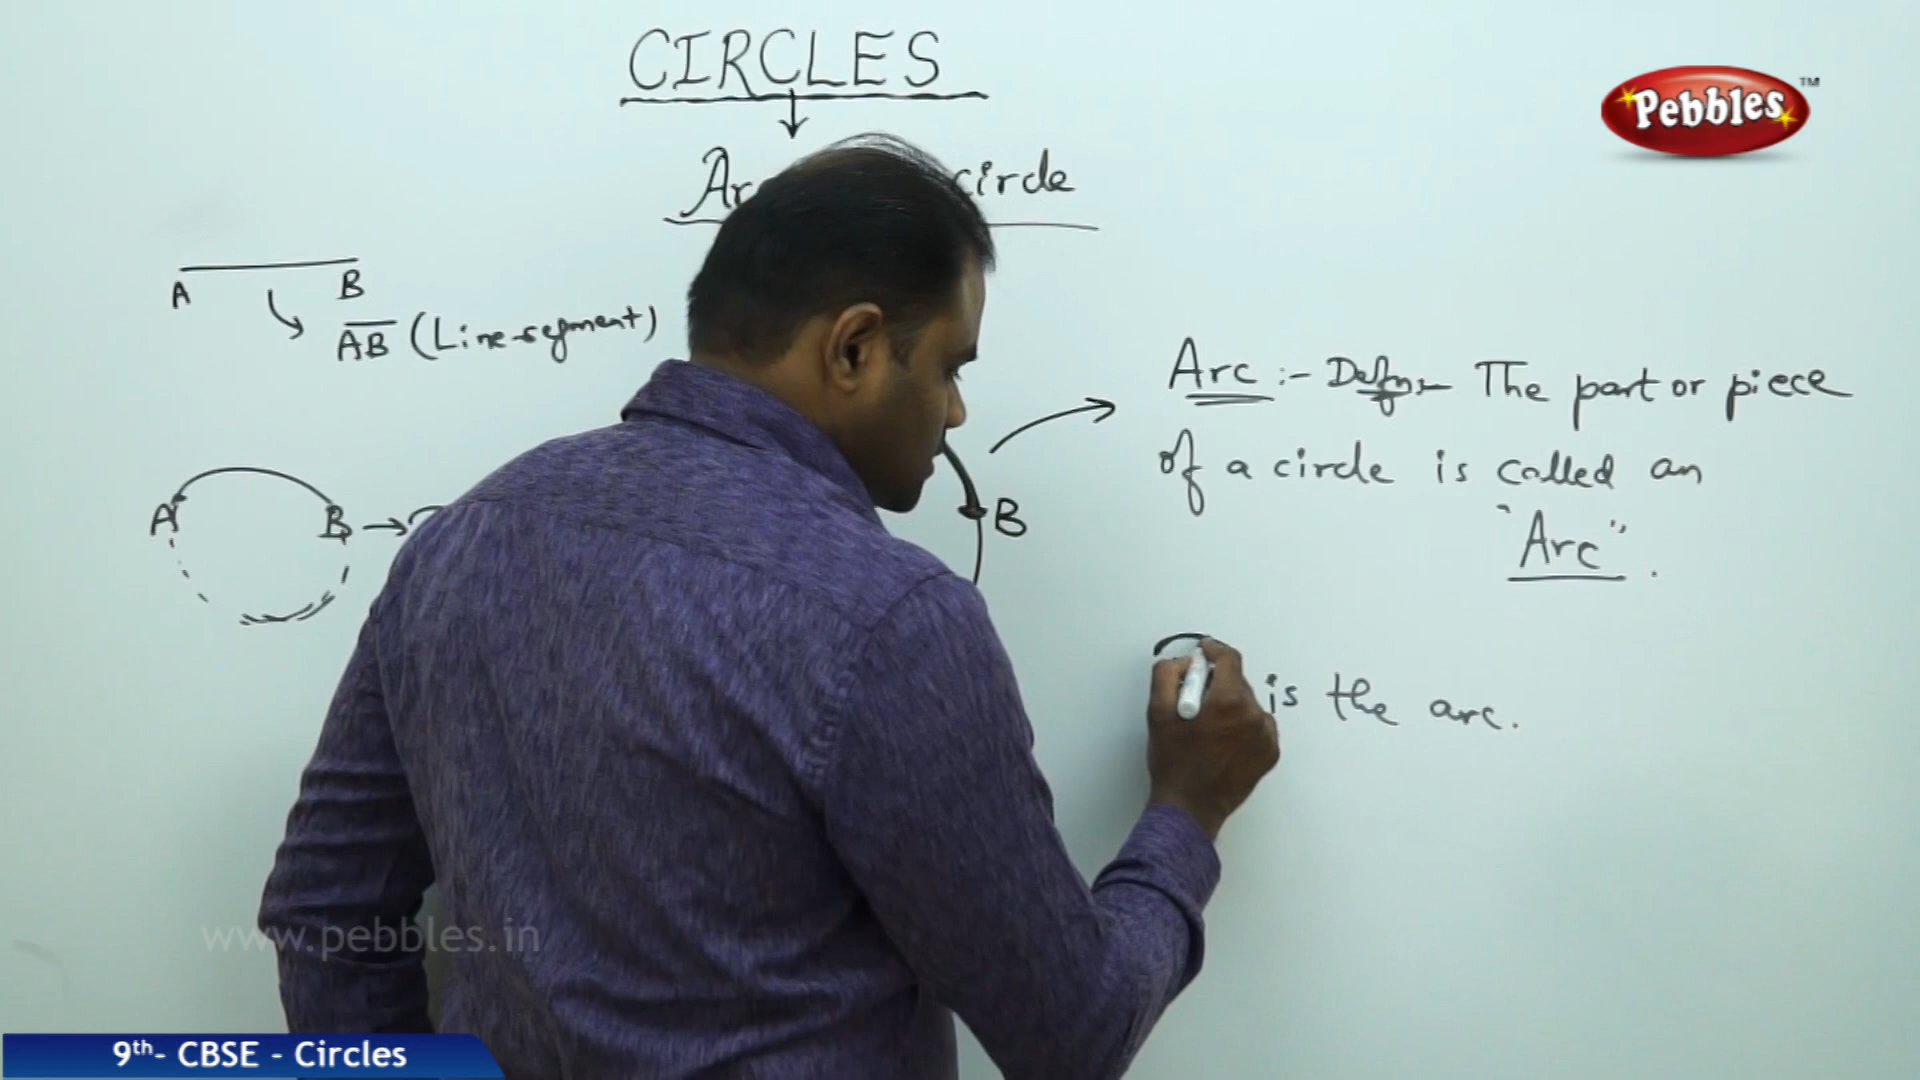 CIRCLES
circle
Pebbles™
A B
AB (Line-segment)
Arc :- Defn:- The part or piece
of a circle is called an
"Arc".
A B
B
is the arc.
www.pebbles.in
9th- CBSE - Circles